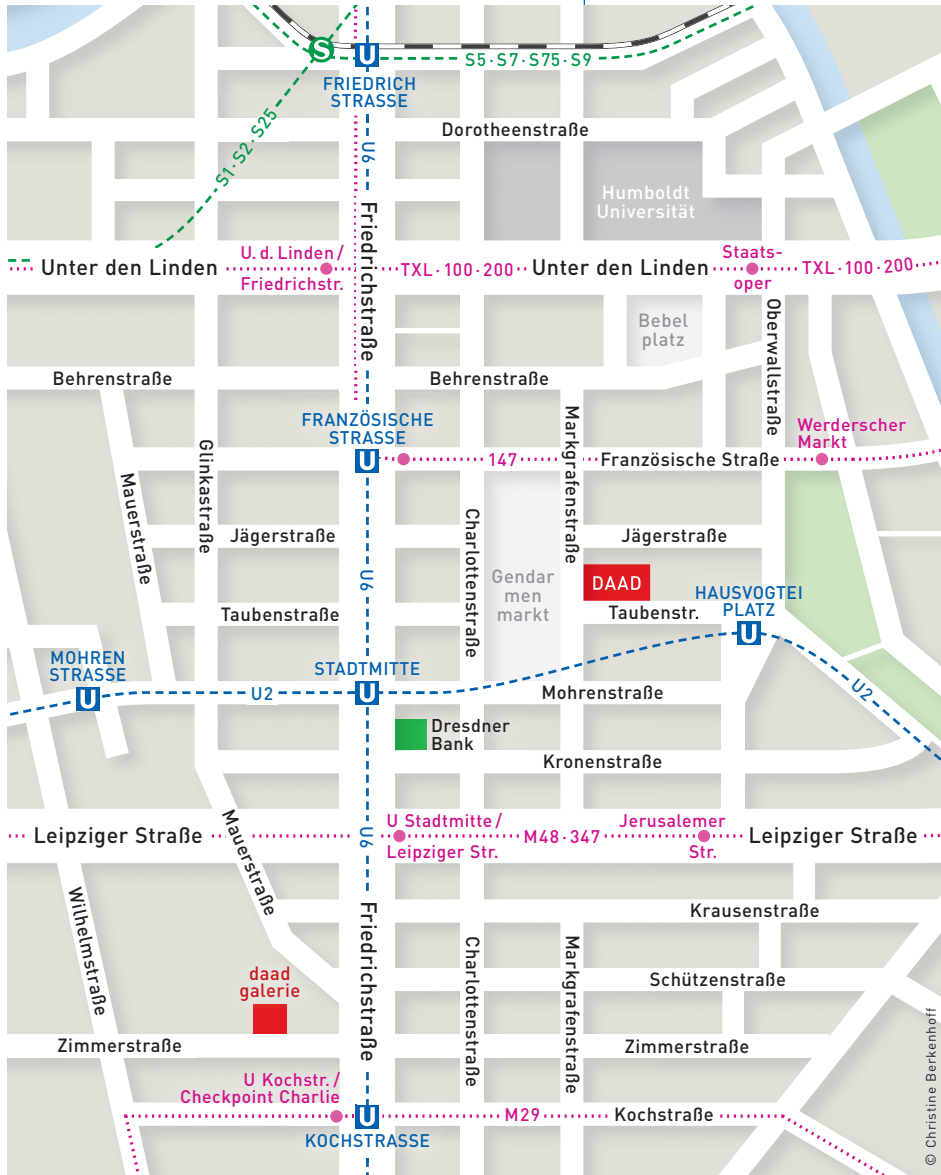 S
U
S5·S7·S75·S9
FRIEDRICH
STRASSE
S1·S2·S25
U6
Dorotheenstraße
Humboldt
Universität
Friedrichstraße
U. d. Linden /
Friedrichstr.
Unter den Linden
TXL·100·200
Unter den Linden
Staats-
oper
TXL·100·200
Bebel
platz
Oberwallstraße
Behrenstraße
Behrenstraße
FRANZÖSISCHE
STRASSE
U
147
Französische Straße
Werderscher
Markt
Markgrafenstraße
Glinkastraße
Mauerstraße
Jägerstraße
Charlottenstraße
Jägerstraße
U6
Gendar
men
markt
DAAD
HAUSVOGTEI
PLATZ
U
Taubenstraße
Taubenstr.
MOHREN
STRASSE
U
U2
STADTMITTE
U
Mohrenstraße
U2
Dresdner
Bank
Kronenstraße
Leipziger Straße
Mauerstraße
U6
U Stadtmitte /
Leipziger Str.
M48·347
Jerusalemer
Str.
Leipziger Straße
Wilhelmstraße
Friedrichstraße
Krausenstraße
Charlottenstraße
Markgrafenstraße
daad
galerie
Schützenstraße
Zimmerstraße
Zimmerstraße
U Kochstr. /
Checkpoint Charlie
U
KOCHSTRASSE
M29
Kochstraße
© Christine Berkenhoff